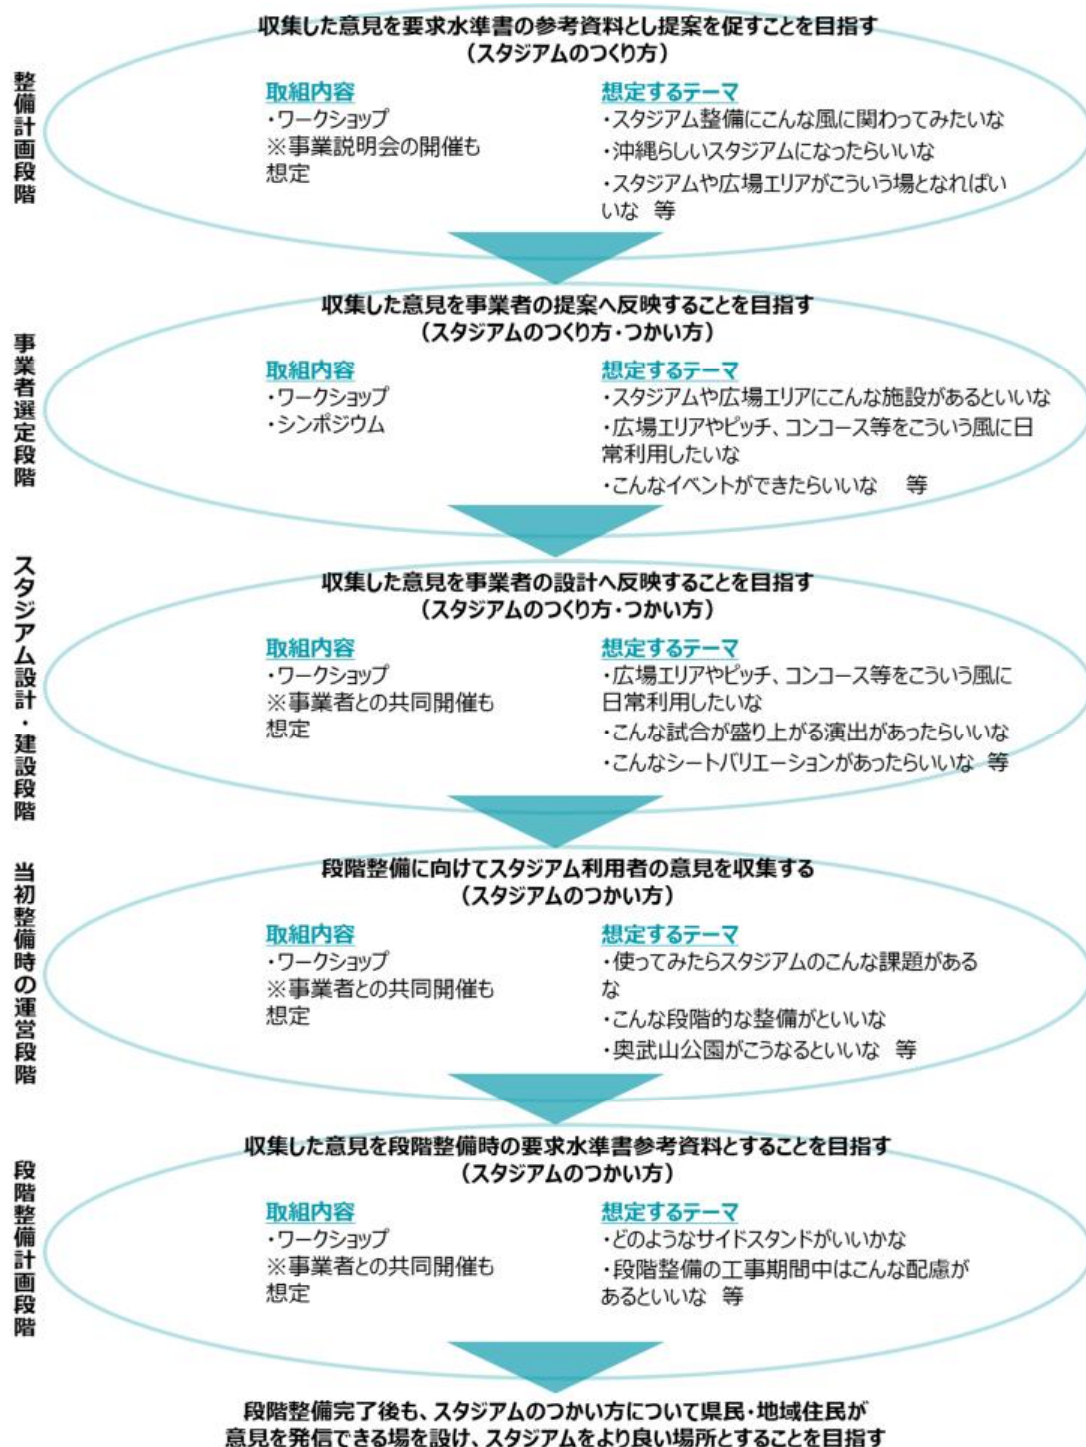 整備計画段階
収集した意見を要求水準書の参考資料とし提案を促すことを目指す
（スタジアムのつくり方）
取組内容
・ワークショップ
※事業説明会の開催も
想定
想定するテーマ
・スタジアム整備にこんな風に関わってみたいな
・沖縄らしいスタジアムになったらいいな
・スタジアムや広場エリアがこういう場となればい
いな 等
事業者選定段階
収集した意見を事業者の提案へ反映することを目指す
（スタジアムのつくり方・つかい方）
取組内容
・ワークショップ
・シンポジウム
想定するテーマ
・スタジアムや広場エリアにこんな施設があるといいな
・広場エリアやピッチ、コンコース等をこういう風に日
常利用したいな
・こんなイベントができたらいいな 等
スタジアム設計・建設段階
収集した意見を事業者の設計へ反映することを目指す
（スタジアムのつくり方・つかい方）
取組内容
・ワークショップ
※事業者との共同開催も
想定
想定するテーマ
・広場エリアやピッチ、コンコース等をこういう風に
日常利用したいな
・こんな試合が盛り上がる演出があったらいいな
・こんなシートバリエーションがあったらいいな 等
当初整備時の運営段階
段階整備に向けてスタジアム利用者の意見を収集する
（スタジアムのつかい方）
取組内容
・ワークショップ
※事業者との共同開催も
想定
想定するテーマ
・使ってみたらスタジアムのこんな課題がある
な
・こんな段階的な整備がといいな
・奥武山公園がこうなるといいな 等
段階整備計画段階
収集した意見を段階整備時の要求水準書参考資料とすることを目指す
（スタジアムのつかい方）
取組内容
・ワークショップ
※事業者との共同開催も
想定
想定するテーマ
・どのようなサイドスタンドがいいかな
・段階整備の工事期間中はこんな配慮が
あるといいな 等
段階整備完了後も、スタジアムのつかい方について県民・地域住民が
意見を発信できる場を設け、スタジアムをより良い場所とすることを目指す